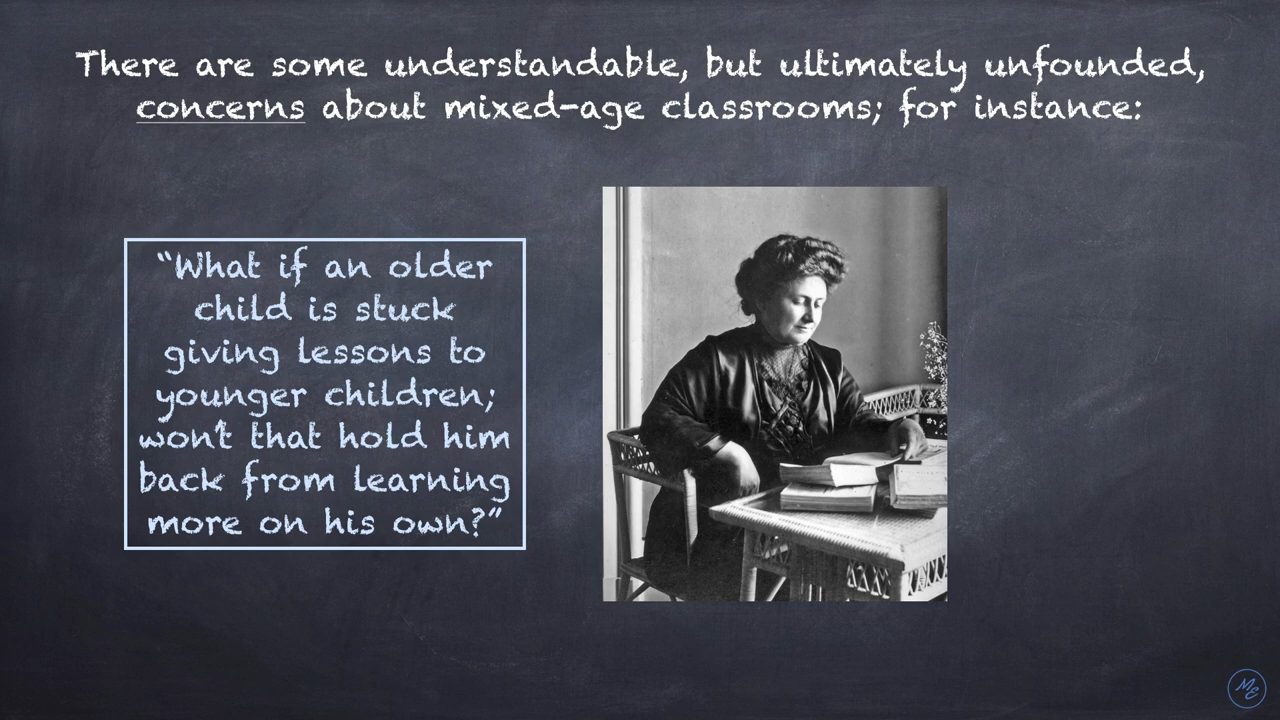 There are some understandable, but ultimately unfounded,
concerns about mixed-age classrooms; for instance:
“What if an older
child is stuck
giving lessons to
younger children;
won't that hold him
back from learning
more on his own?”
ME